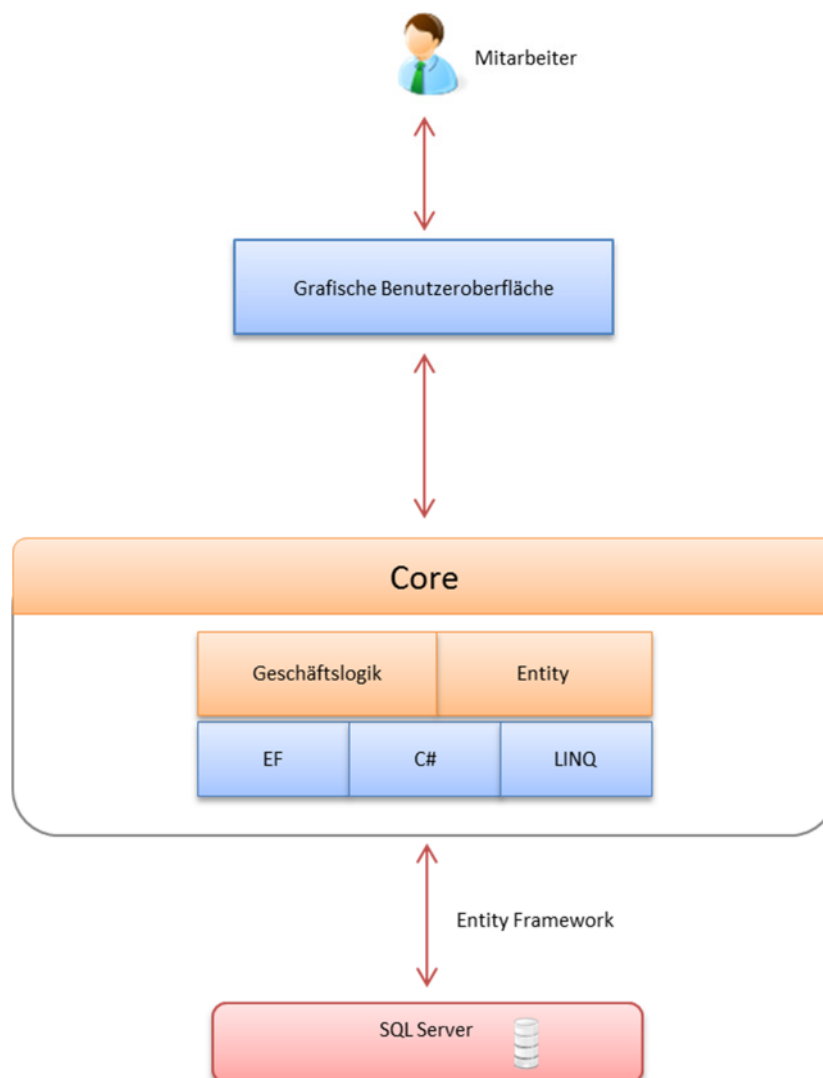 Mitarbeiter
Grafische Benutzeroberfläche
Core
Geschäftslogik
Entity
EF
C#
LINQ
Entity Framework
SQL Server